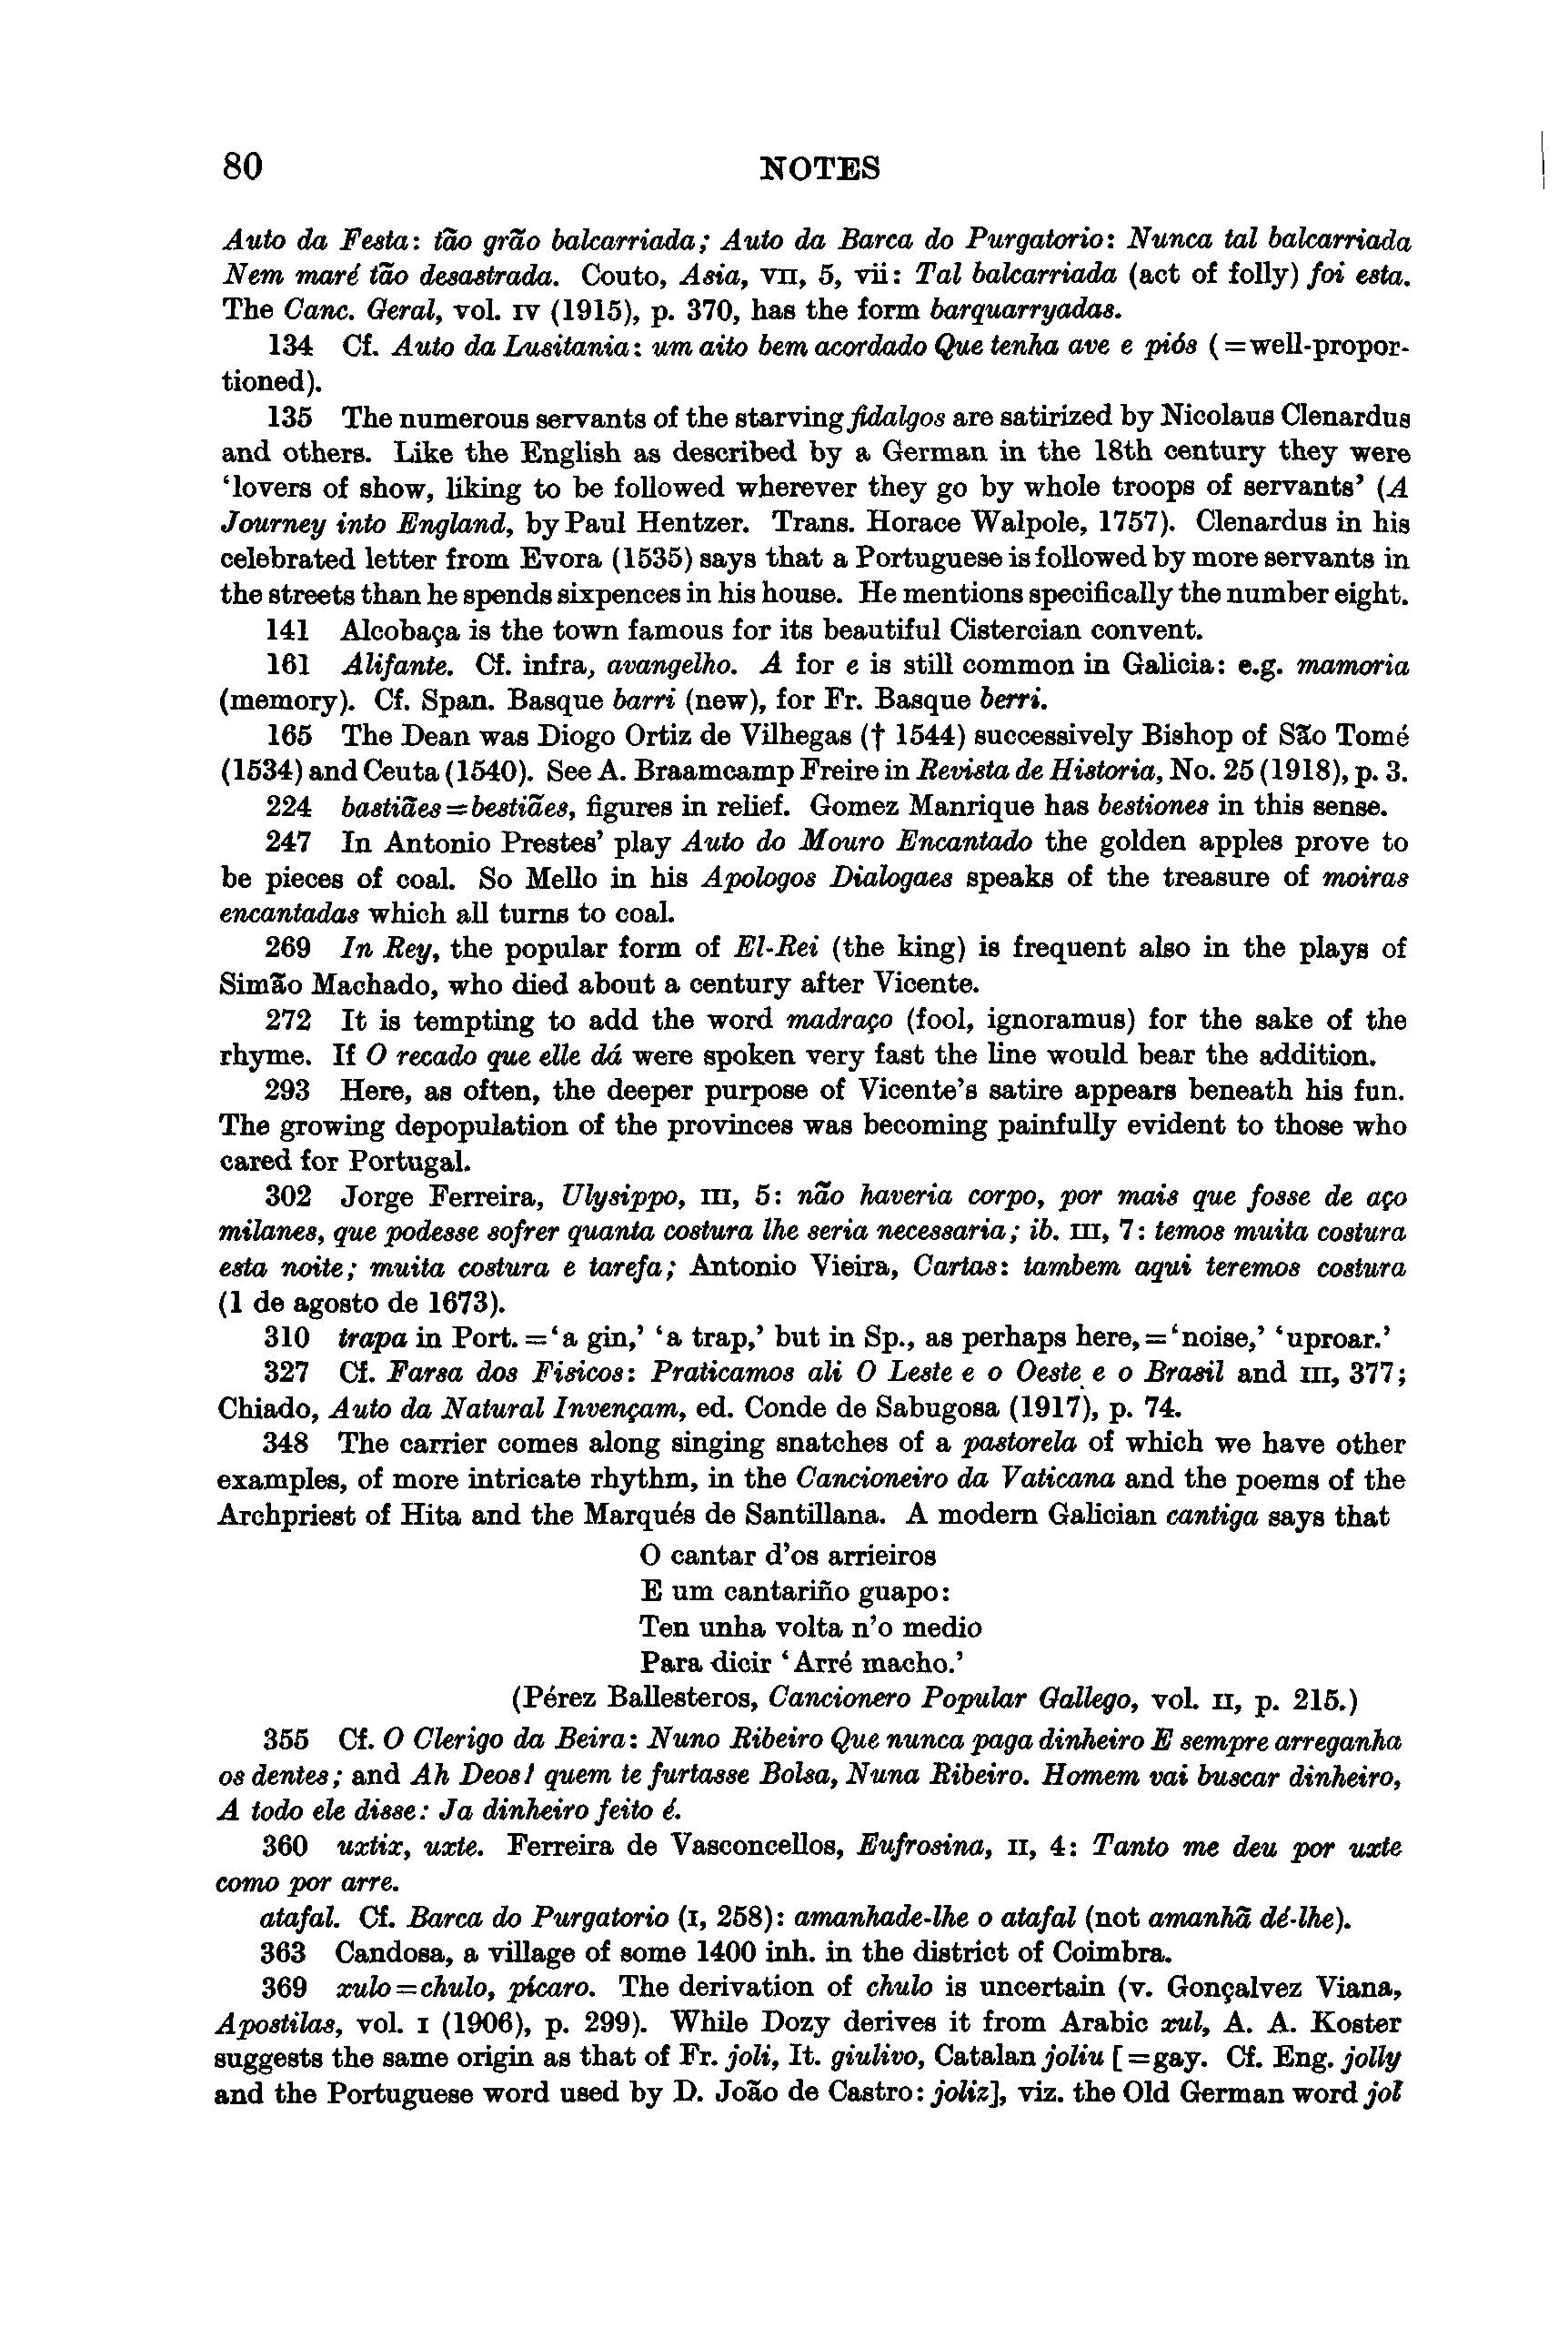 80 NOTES
Auto da Festa: tão grão balcarriada; Auto da Barca do Purgatorio: Nunca tal balcarriada
Nem maré tão desastrada. Couto, Asia, VII, 5, vii: Tal balcarriada (act of folly) foi esta.
The Canc. Geral, vol. IV (1915), p. 370, has the form barquarryadas.
134 Cf. Auto da Lusitania: um aito bem acordado Que tenha ave e piós (=well-propor-
tioned).
135 The numerous servants of the starving fidalgos are satirized by Nicolaus Clenardus
and others. Like the English as described by a German in the 18th century they were
‘lovers of show, liking to be followed wherever they go by whole troops of servants’ (A
Journey into England, by Paul Hentzer. Trans. Horace Walpole, 1757). Clenardus in his
celebrated letter from Evora (1535) says that a Portuguese is followed by more servants in
the streets than he spends sixpences in his house. He mentions specifically the number eight.
141 Alcobaça is the town famous for its beautiful Cistercian convent.
161 Alifante. Cf. infra, avangelho. A for e is still common in Galicia: e.g. mamoria
(memory). Cf. Span. Basque barri (new), for Fr. Basque berri.
165 The Dean was Diogo Ortiz de Vilhegas († 1544) successively Bishop of São Tomé
(1534) and Ceuta (1540). See A. Braamcamp Freire in Revista de Historia, No. 25 (1918), p. 3.
224 bastiães=bestiães, figures in relief. Gomez Manrique has bestiones in this sense.
247 In Antonio Prestes’ play Auto do Mouro Encantado the golden apples prove to
be pieces of coal. So Mello in his Apologos Dialogaes speaks of the treasure of moiras
encantadas which all turns to coal.
269 In Rey, the popular form of El-Rei (the king) is frequent also in the plays of
Simão Machado, who died about a century after Vicente.
272 It is tempting to add the word madraço (fool, ignoramus) for the sake of the
rhyme. If O recado que elle dá were spoken very fast the line would bear the addition.
293 Here, as often, the deeper purpose of Vicente’s satire appears beneath his fun.
The growing depopulation of the provinces was becoming painfully evident to those who
cared for Portugal.
302 Jorge Ferreira, Ulysippo, III, 5: não haveria corpo, por mais que fosse de aço
milanes, que podesse sofrer quanta costura lhe seria necessaria; ib. III, 7: temos muita costura
esta noite; muita costura e tarefa; Antonio Vieira, Cartas: tambem aqui teremos costura
(1 de agosto de 1673).
310 trapa in Port.=‘a gin,’ ‘a trap,’ but in Sp., as perhaps here,=‘noise,’ ‘uproar.’
327 Cf. Farsa dos Fisicos: Praticamos ali O Leste e o Oeste e o Brasil and III, 377;
Chiado, Auto da Natural Invençam, ed. Conde de Sabugosa (1917), p. 74.
348 The carrier comes along singing snatches of a pastorela of which we have other
examples, of more intricate rhythm, in the Cancioneiro da Vaticana and the poems of the
Archpriest of Hita and the Marqués de Santillana. A modern Galician cantiga says that
O cantar d’os arrieiros
E um cantariño guapo:
Ten unha volta n’o medio
Para dicir ‘Arré macho.’
(Pérez Ballesteros, Cancionero Popular Gallego, vol. II, p. 215.)
355 Cf. O Clerigo da Beira: Nuno Ribeiro Que nunca paga dinheiro E sempre arreganha
os dentes; and Ah Deos! quem te furtasse Bolsa, Nuna Ribeiro. Homem vai buscar dinheiro,
A todo ele disse: Ja dinheiro feito é.
360 uxtix, uxte. Ferreira de Vasconcellos, Eufrosina, II, 4: Tanto me deu por uxte
como por arre.
atafal. Cf. Barca do Purgatorio (I, 258): amanhade-lhe o atafal (not amanhã dé-lhe).
363 Candosa, a village of some 1400 inh. in the district of Coimbra.
369 xulo=chulo, pícaro. The derivation of chulo is uncertain (v. Gonçalvez Viana,
Apostilas, vol. I (1906), p. 299). While Dozy derives it from Arabic xul, A. A. Koster
suggests the same origin as that of Fr. joli, It. giulivo, Catalan joliu [=gay. Cf. Eng. jolly
and the Portuguese word used by D. João de Castro: joliz], viz. the Old German word jol